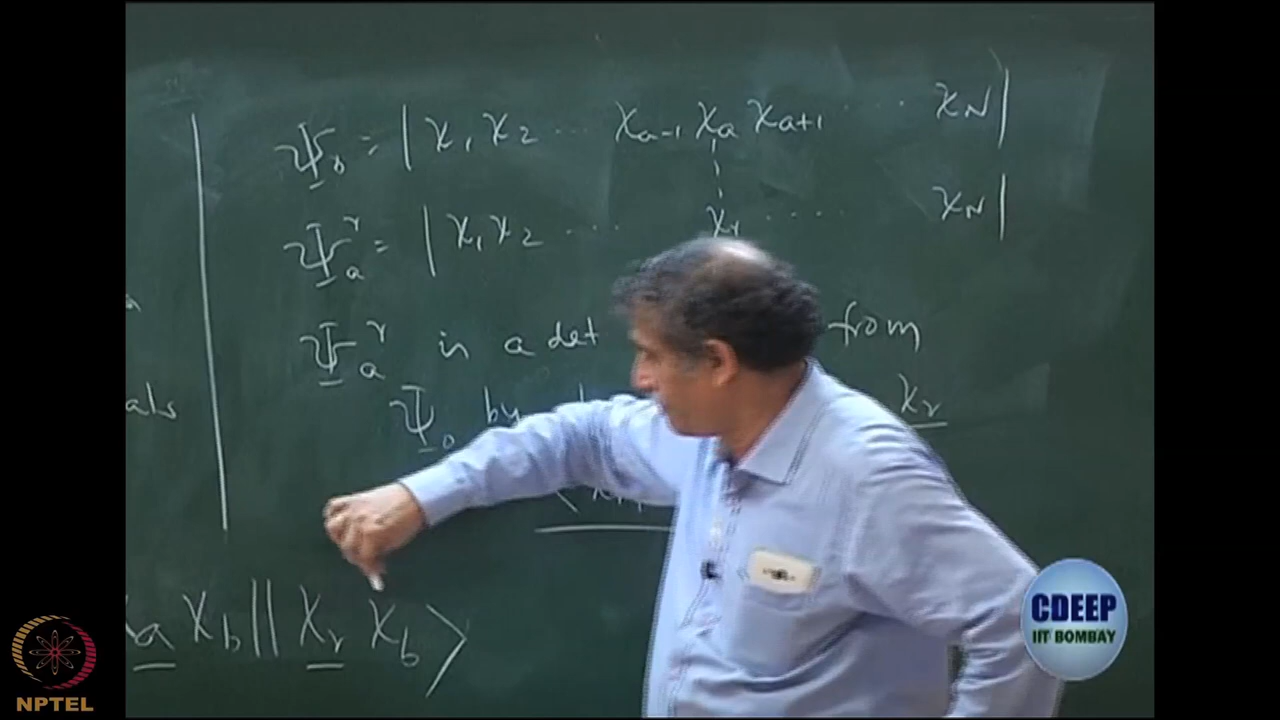 Ψ₀ = | χ₁ χ₂ ... χₐ₋₁ χₐ χₐ₊₁ ... χ_N |
Ψₐʳ = | χ₁ χ₂ ... χᵣ .... χ_N |
Ψₐʳ is a det from
Ψ₀ by χᵣ
als
a χ_b || χᵣ χ_b ⟩
CDEEP
IIT BOMBAY
NPTEL